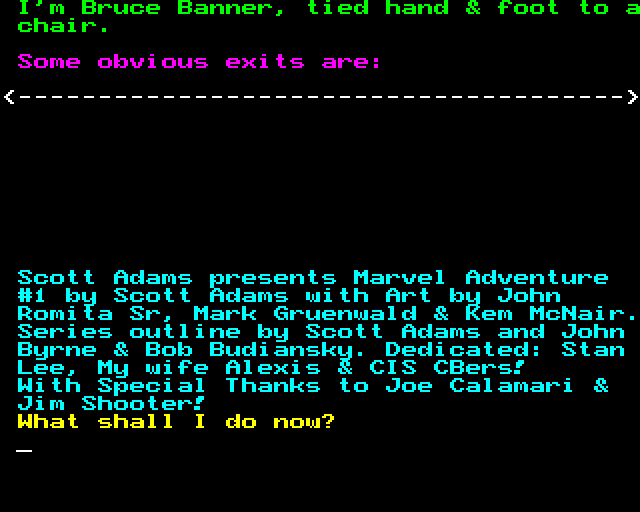 I'm Bruce Banner, tied hand & foot to a
chair.
Some obvious exits are:
<--------------------------------------->
Scott Adams presents Marvel Adventure
#1 by Scott Adams with Art by John
Romita Sr, Mark Gruenwald & Kem McNair.
Series outline by Scott Adams and John
Byrne & Bob Budiansky. Dedicated: Stan
Lee, My wife Alexis & CIS CBers!
With Special Thanks to Joe Calamari &
Jim Shooter!
What shall I do now?
_